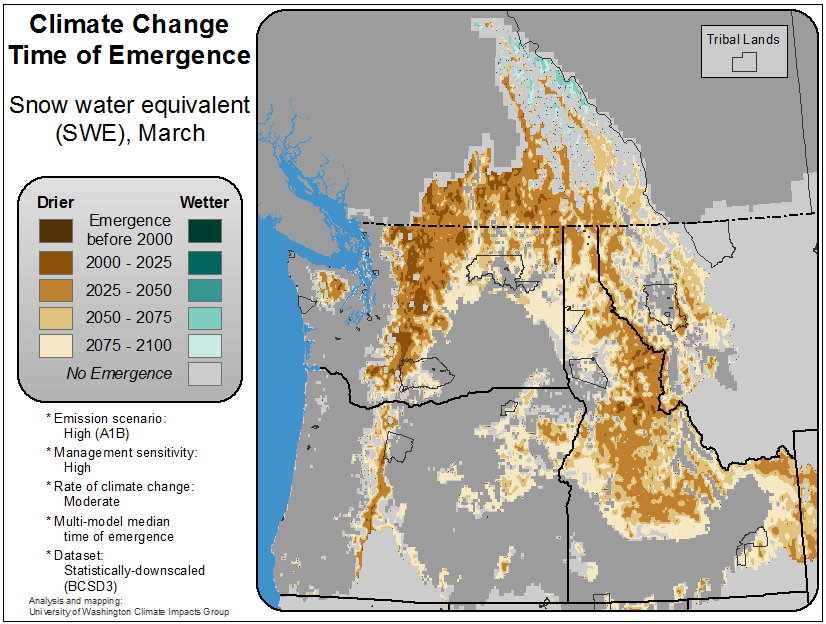 Climate Change
Time of Emergence
Snow water equivalent
(SWE), March
Drier
Wetter
Emergence
before 2000
2000 - 2025
2025 - 2050
2050 - 2075
2075 - 2100
No Emergence
* Emission scenario:
High (A1B)
* Management sensitivity:
High
* Rate of climate change:
Moderate
* Multi-model median
time of emergence
* Dataset:
Statistically-downscaled
(BCSD3)
Analysis and mapping:
University of Washington Climate Impacts Group
Tribal Lands